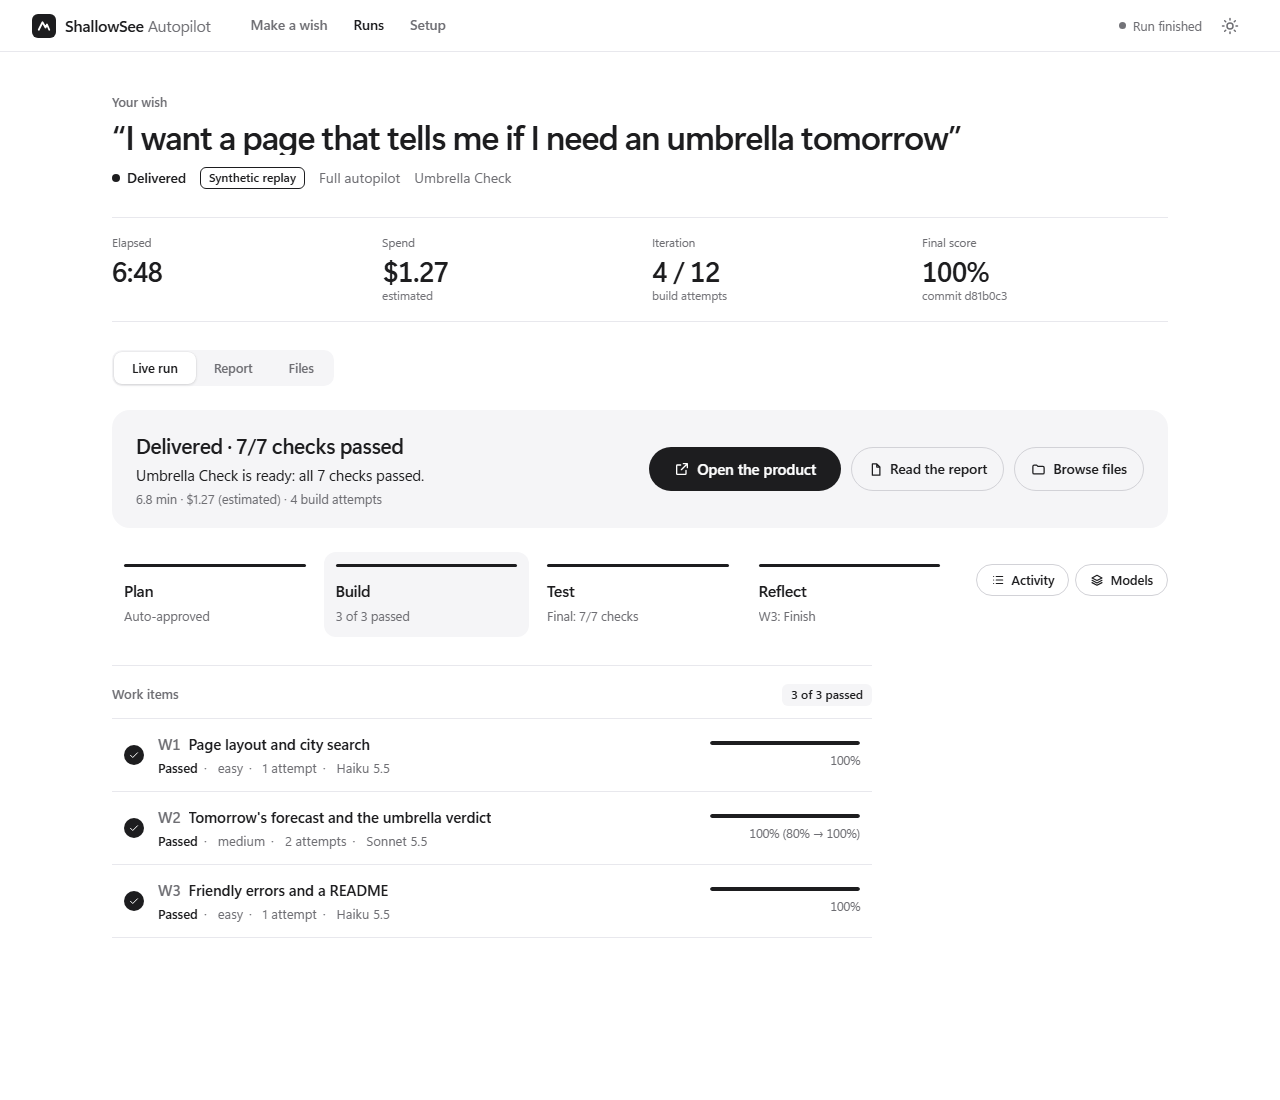 ShallowSee Autopilot Make a wish Runs Setup Run finished
Your wish
“I want a page that tells me if I need an umbrella tomorrow”
Delivered Synthetic replay Full autopilot Umbrella Check
Elapsed Spend Iteration Final score
6:48 $1.27 4 / 12 100%
estimated build attempts commit d81b0c3
Live run Report Files
Delivered · 7/7 checks passed
Umbrella Check is ready: all 7 checks passed.
6.8 min · $1.27 (estimated) · 4 build attempts
Open the product Read the report Browse files
Plan Build Test Reflect Activity Models
Auto-approved 3 of 3 passed Final: 7/7 checks W3: Finish
Work items 3 of 3 passed
W1 Page layout and city search
Passed · easy · 1 attempt · Haiku 5.5 100%
W2 Tomorrow's forecast and the umbrella verdict
Passed · medium · 2 attempts · Sonnet 5.5 100% (80% → 100%)
W3 Friendly errors and a README
Passed · easy · 1 attempt · Haiku 5.5 100%